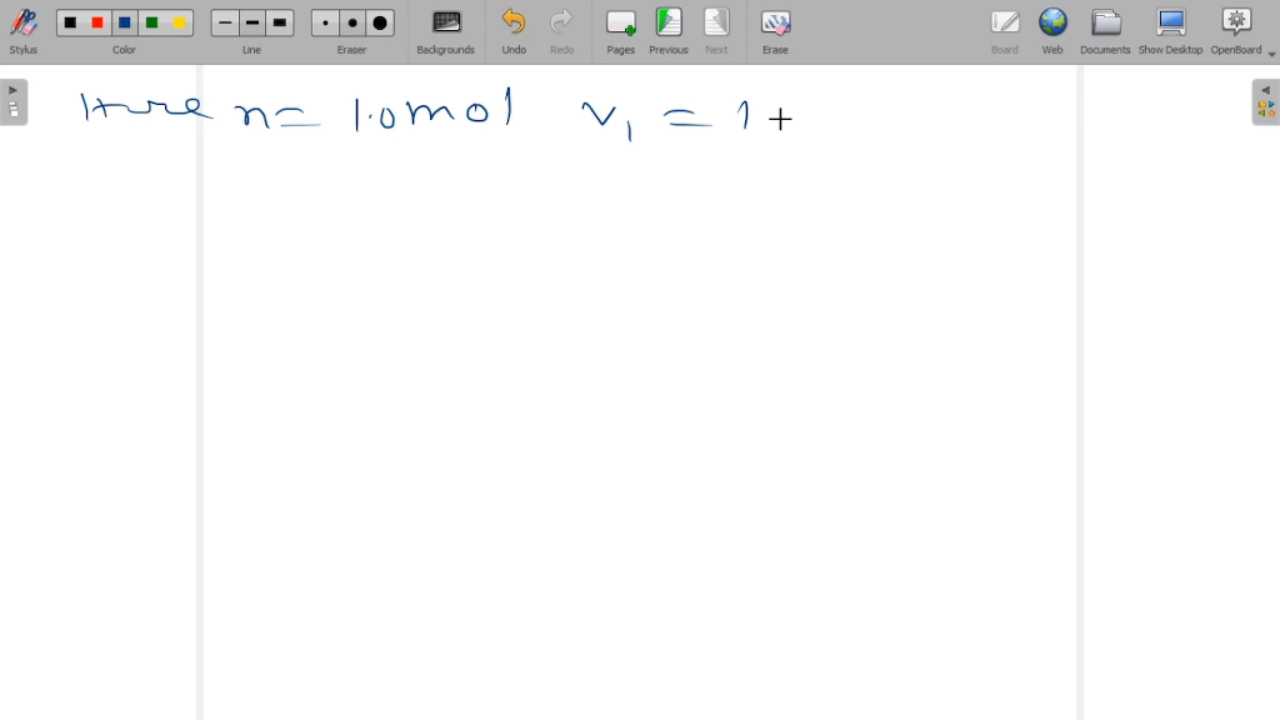 Stylus Color Line Eraser Backgrounds Undo Redo Pages Previous Next Erase Board Web Documents Show Desktop OpenBoard
Here n = 1.0 mol V₁ = 1